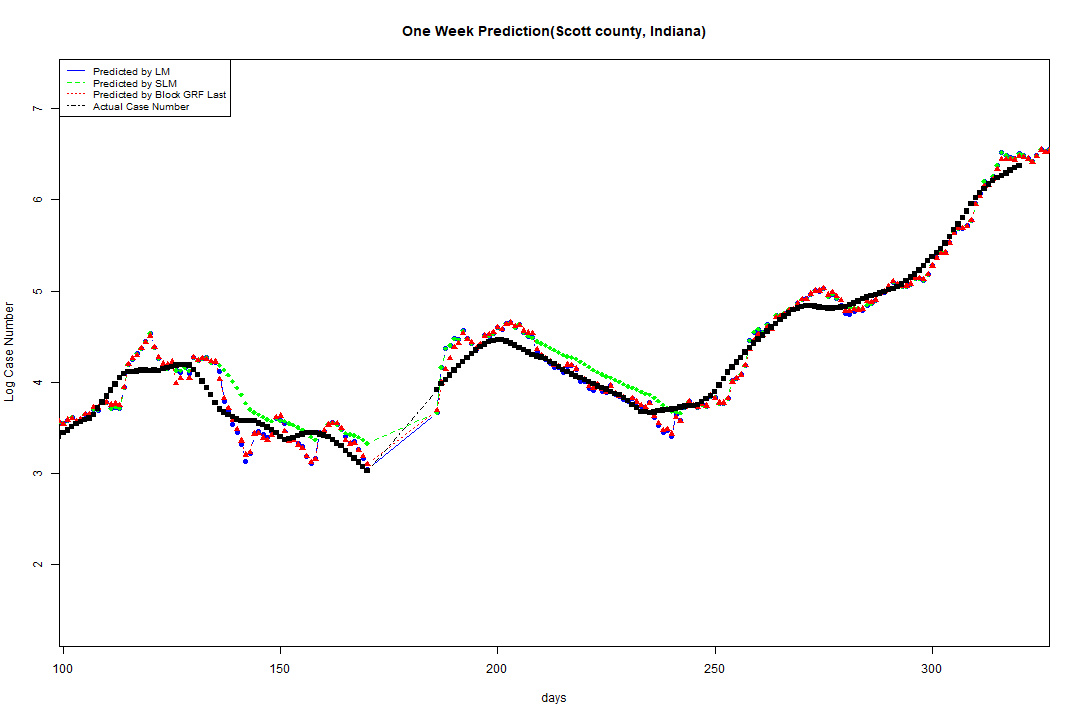 One Week Prediction(Scott county, Indiana)
Predicted by LM
Predicted by SLM
Predicted by Block GRF Last
Actual Case Number
7
6
5
4
3
2
Log Case Number
100 150 200 250 300
days